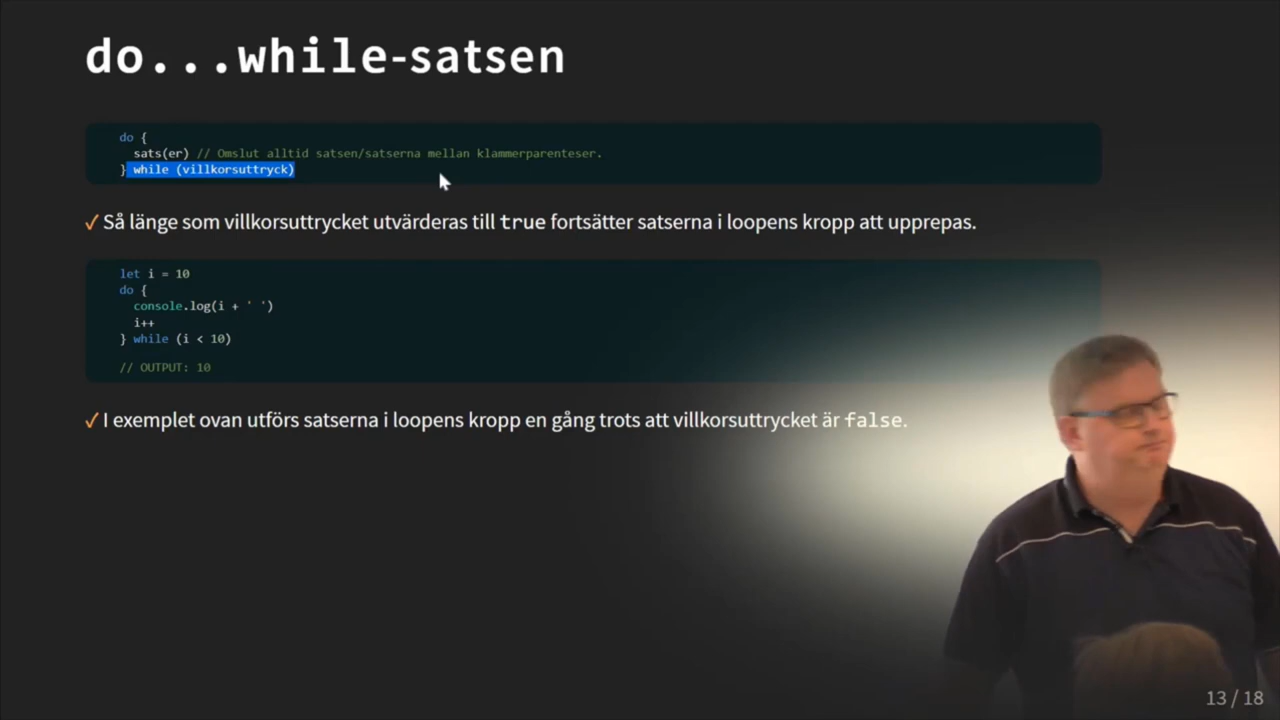 do...while-satsen
do {
sats(er) // Omslut alltid satsen/satserna mellan klammerparenteser.
} while (villkorsuttryck)
✓ Så länge som villkorsuttrycket utvärderas till true fortsätter satserna i loopens kropp att upprepas.
let i = 10
do {
console.log(i + ' ')
i++
} while (i < 10)
// OUTPUT: 10
✓ I exemplet ovan utförs satserna i loopens kropp en gång trots att villkorsuttrycket är false.
13 / 18